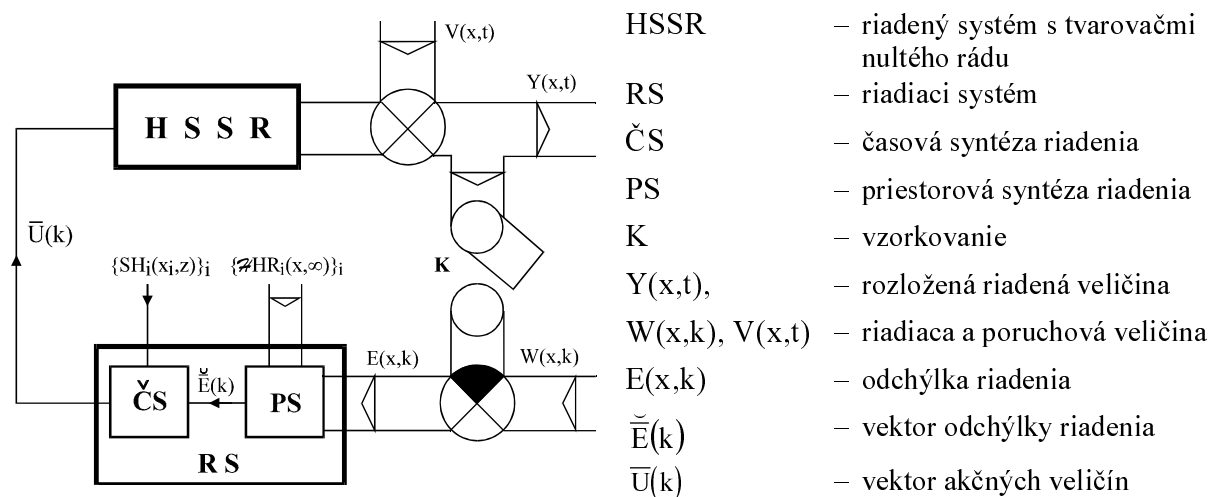 V(x,t)
Y(x,t)
H S S R
U̅(k)
{SHi(xi,z)}i
{ℋHRi(x,∞)}i
K
E(x,k)
W(x,k)
ČS
Ĕ̅(k)
PS
R S
HSSR – riadený systém s tvarovačmi
nultého rádu
RS – riadiaci systém
ČS – časová syntéza riadenia
PS – priestorová syntéza riadenia
K – vzorkovanie
Y(x,t), – rozložená riadená veličina
W(x,k), V(x,t) – riadiaca a poruchová veličina
E(x,k) – odchýlka riadenia
Ĕ̅(k) – vektor odchýlky riadenia
U̅(k) – vektor akčných veličín